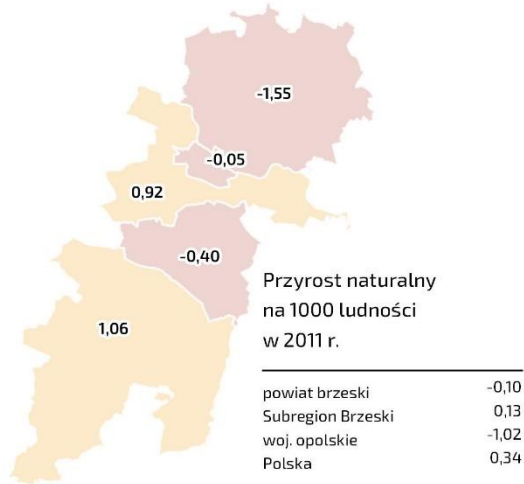 -1,55
-0,05
0,92
-0,40
1,06
Przyrost naturalny
na 1000 ludności
w 2011 r.
powiat brzeski -0,10
Subregion Brzeski 0,13
woj. opolskie -1,02
Polska 0,34